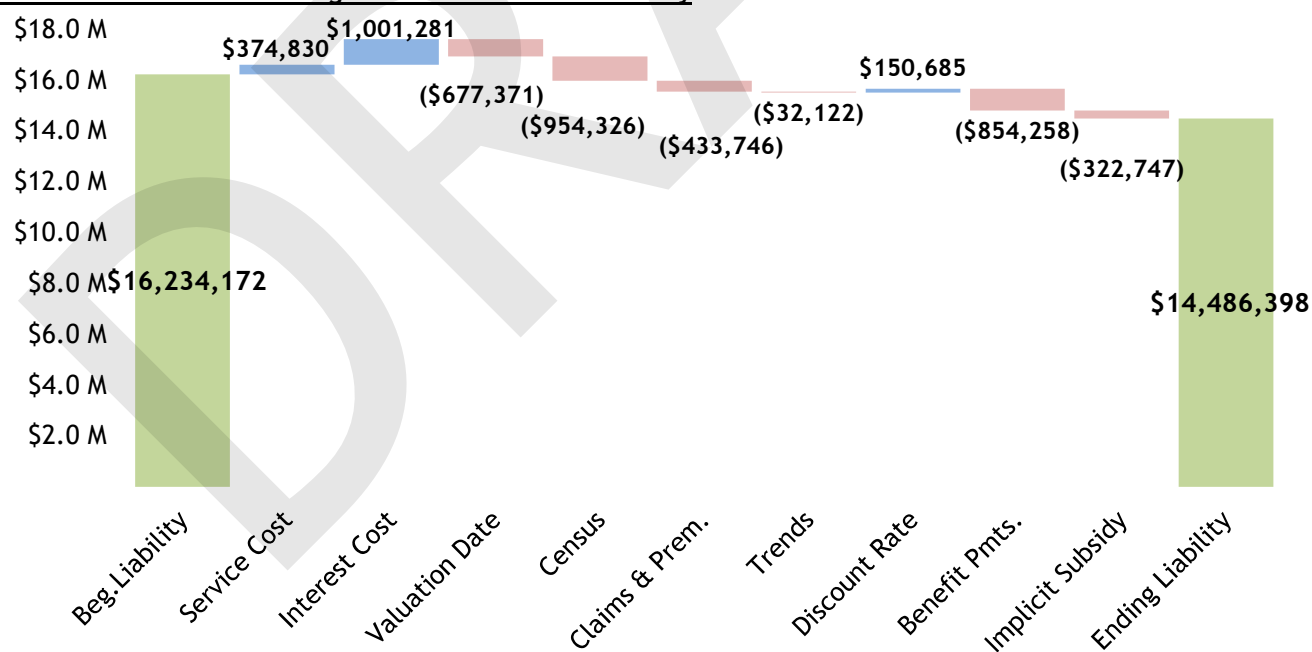 $18.0 M
$16.0 M
$14.0 M
$12.0 M
$10.0 M
$8.0 M
$6.0 M
$4.0 M
$2.0 M
$16,234,172
$374,830
$1,001,281
($677,371)
($954,326)
($433,746)
($32,122)
$150,685
($854,258)
($322,747)
$14,486,398
Beg. Liability
Service Cost
Interest Cost
Valuation Date
Census
Claims & Prem.
Trends
Discount Rate
Benefit Pmts.
Implicit Subsidy
Ending Liability